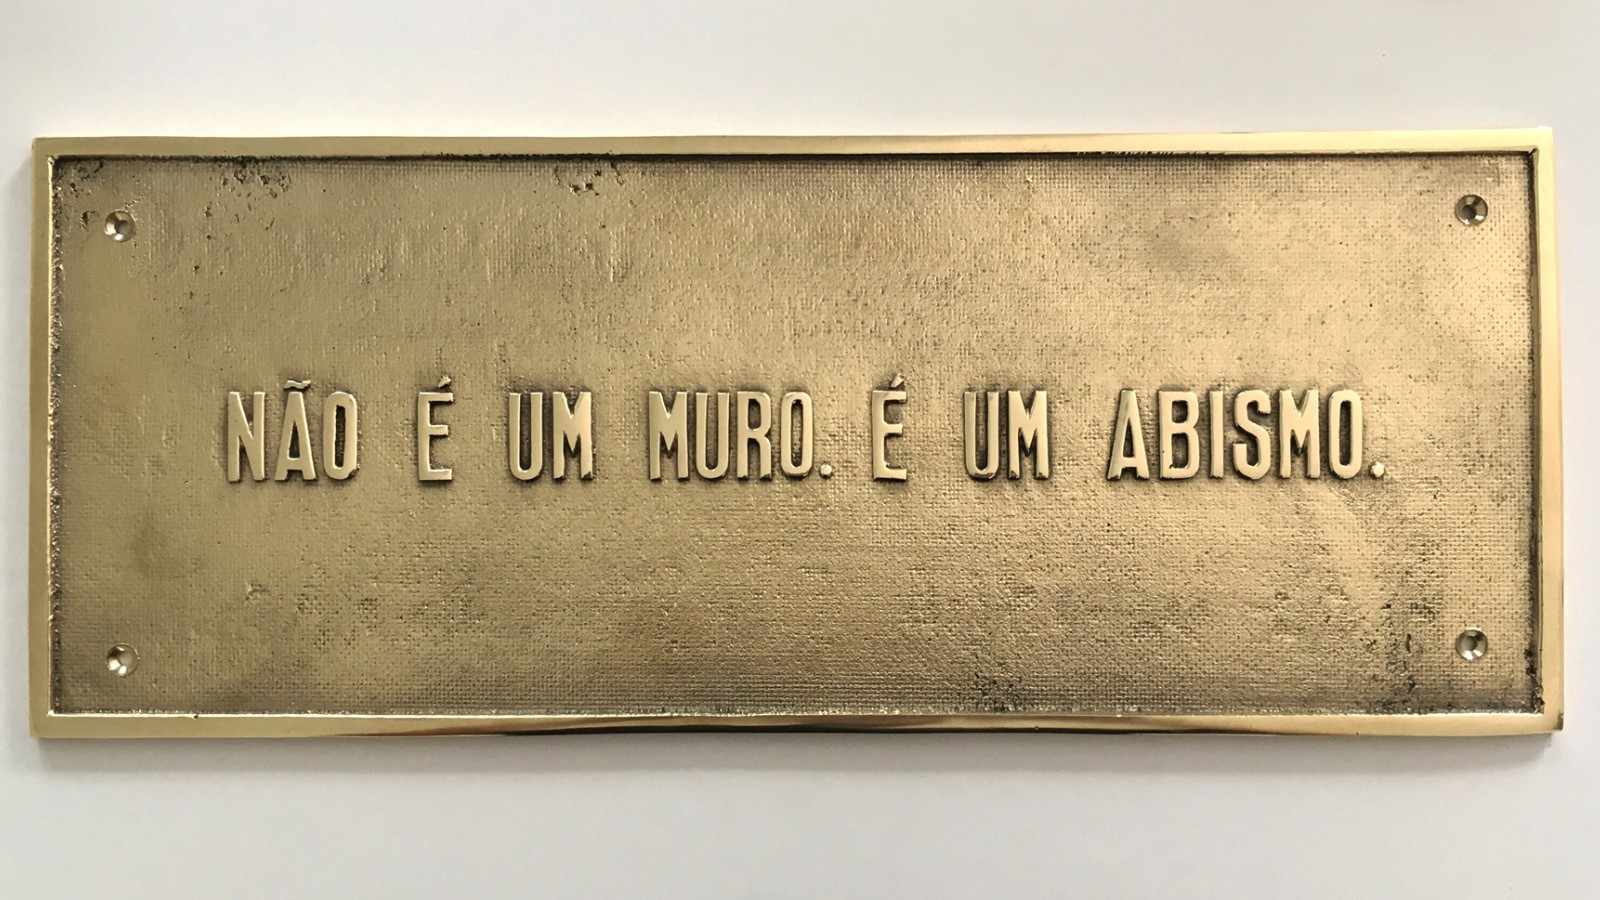 NÃO É UM MURO. É UM ABISMO.